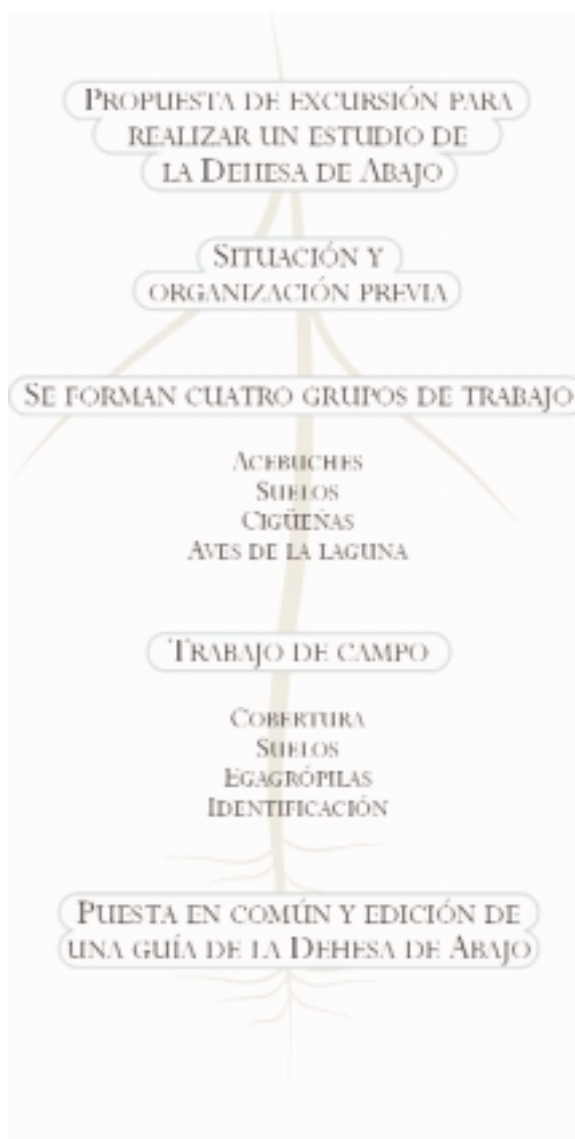 PROPUESTA DE EXCURSIÓN PARA
REALIZAR UN ESTUDIO DE
LA DEHESA DE ABAJO
SITUACIÓN Y
ORGANIZACIÓN PREVIA
SE FORMAN CUATRO GRUPOS DE TRABAJO
ACEBUCHES
SUELOS
CIGÜEÑAS
AVES DE LA LAGUNA
TRABAJO DE CAMPO
COBERTURA
SUELOS
EGAGRÓPILAS
IDENTIFICACIÓN
PUESTA EN COMÚN Y EDICIÓN DE
UNA GUÍA DE LA DEHESA DE ABAJO